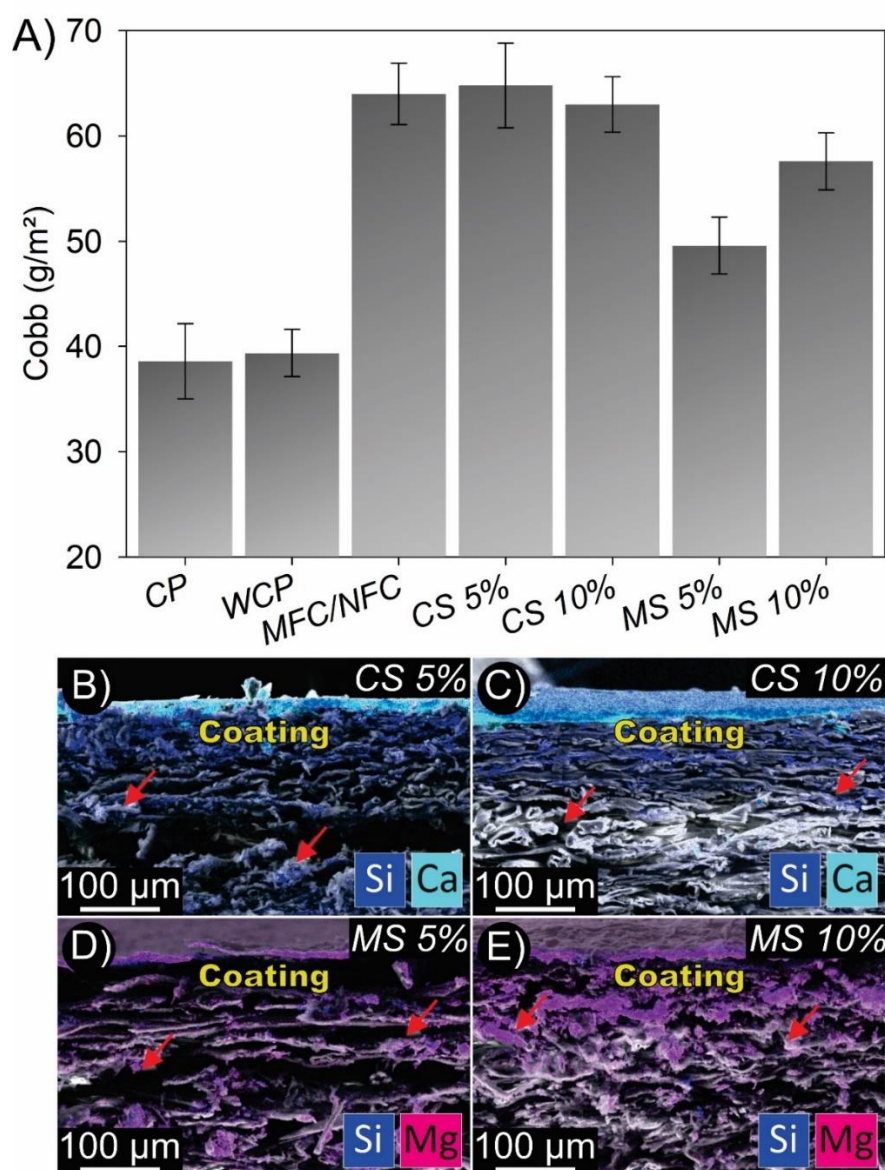 A)
70
60
50
40
30
20
Cobb (g/m²)
CP WCP MFC/NFC CS 5% CS 10% MS 5% MS 10%
B) CS 5%
Coating
100 µm Si Ca
C) CS 10%
Coating
100 µm Si Ca
D) MS 5%
Coating
100 µm Si Mg
E) MS 10%
Coating
100 µm Si Mg